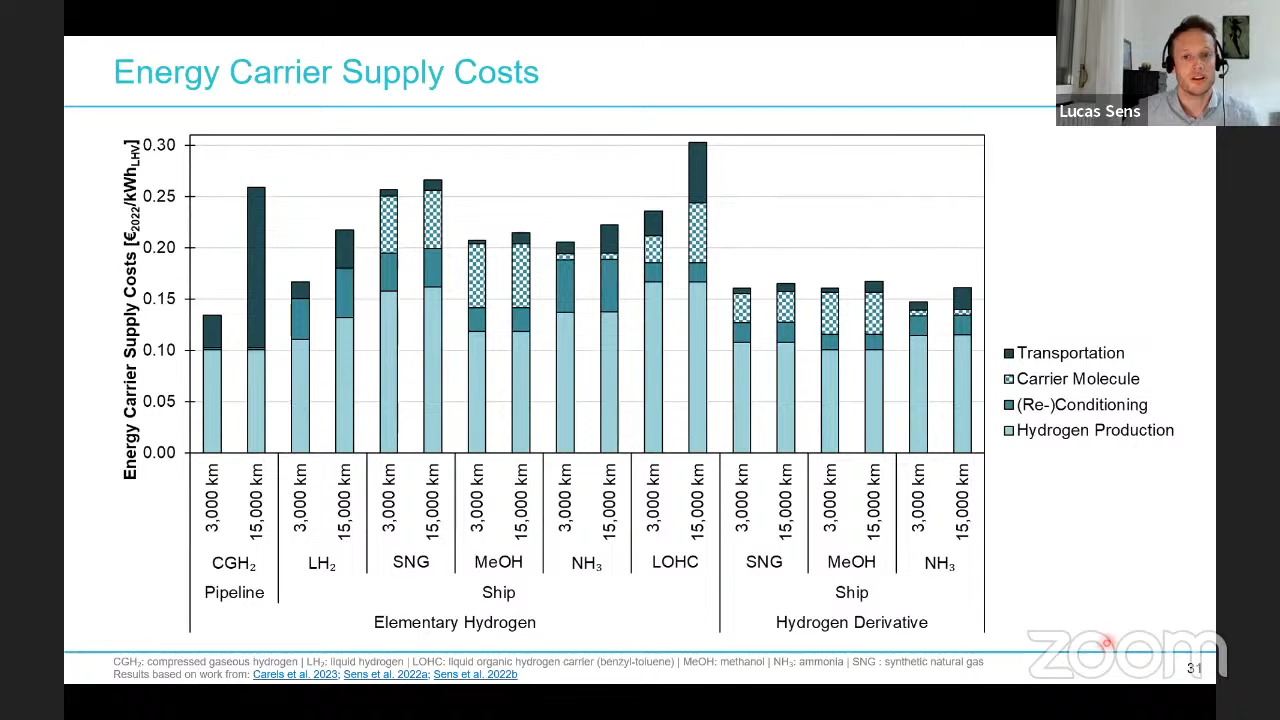 Energy Carrier Supply Costs
Lucas Sens
Energy Carrier Supply Costs [€2022/kWhLHV]
0.30
0.25
0.20
0.15
0.10
0.05
0.00
Transportation
Carrier Molecule
(Re-)Conditioning
Hydrogen Production
3,000 km 15,000 km 3,000 km 15,000 km 3,000 km 15,000 km 3,000 km 15,000 km 3,000 km 15,000 km 3,000 km 15,000 km 3,000 km 15,000 km 3,000 km 15,000 km 3,000 km 15,000 km
CGH₂ LH₂ SNG MeOH NH₃ LOHC SNG MeOH NH₃
Pipeline Ship Ship
Elementary Hydrogen Hydrogen Derivative
zoom
CGH₂: compressed gaseous hydrogen | LH₂: liquid hydrogen | LOHC: liquid organic hydrogen carrier (benzyl-toluene) | MeOH: methanol | NH₃: ammonia | SNG : synthetic natural gas
Results based on work from: Carels et al. 2023; Sens et al. 2022a; Sens et al. 2022b
31